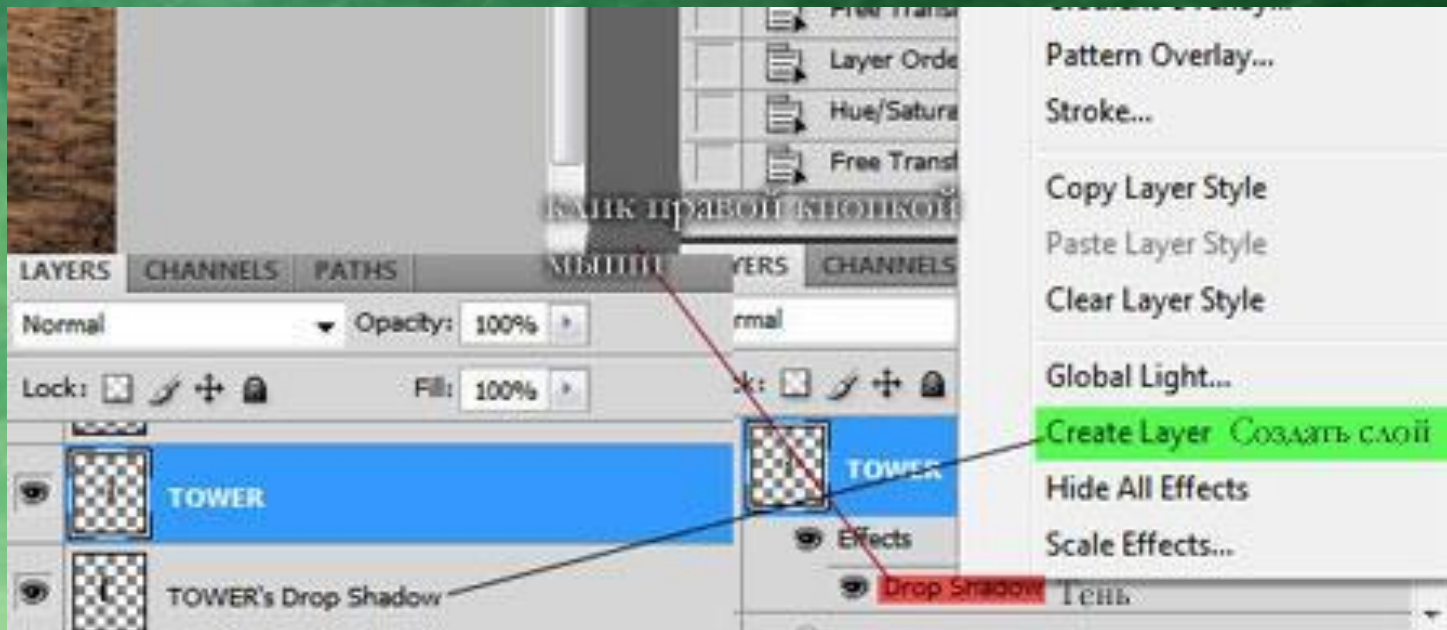 Free Trans
Layer Orde
Hue/Satura
Free Transf
клик правой кнопкой
мыши
LAYERS CHANNELS PATHS
Normal Opacity: 100%
Lock: Fill: 100%
TOWER
TOWER's Drop Shadow
YERS CHANNELS
rmal
k:
TOWER
Effects
Drop Shadow Тень
Pattern Overlay...
Stroke...
Copy Layer Style
Paste Layer Style
Clear Layer Style
Global Light...
Create Layer Создать слой
Hide All Effects
Scale Effects...